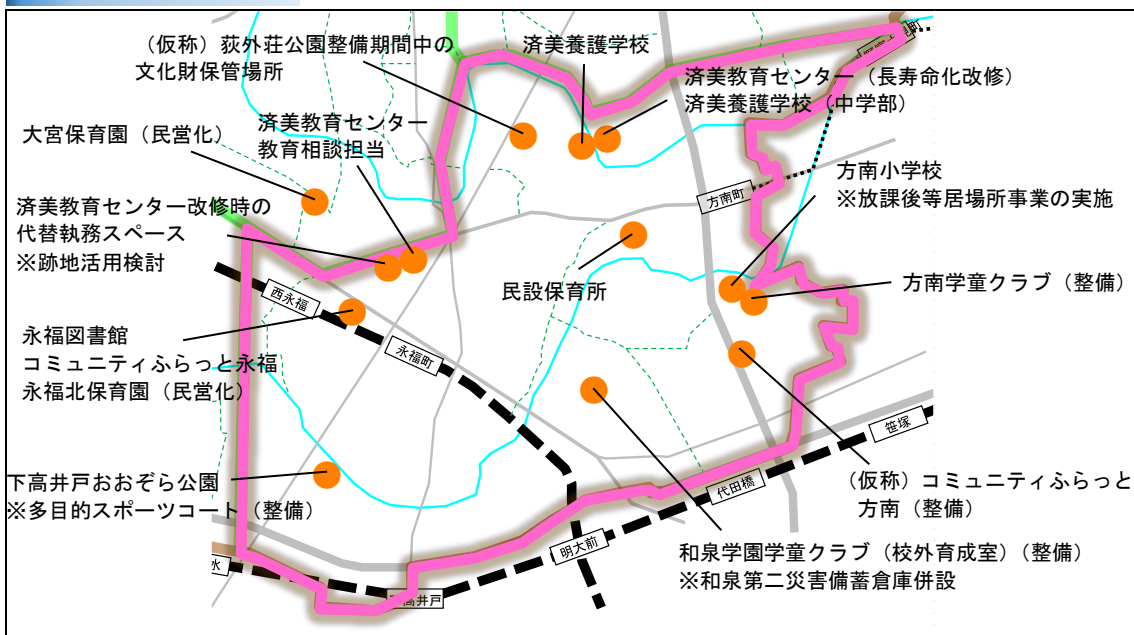 （仮称）荻外荘公園整備期間中の
文化財保管場所
済美養護学校
済美教育センター（長寿命化改修）
済美養護学校（中学部）
大宮保育園（民営化）
済美教育センター
教育相談担当
方南小学校
※放課後等居場所事業の実施
方南町
済美教育センター改修時の
代替執務スペース
※跡地活用検討
民設保育所
方南学童クラブ（整備）
西永福
永福図書館
コミュニティふらっと永福
永福北保育園（民営化）
永福町
笹塚
下高井戸おおぞら公園
※多目的スポーツコート（整備）
代田橋
（仮称）コミュニティふらっと
方南（整備）
明大前
和泉学園学童クラブ（校外育成室）（整備）
※和泉第二災害備蓄倉庫併設
水
高井戸